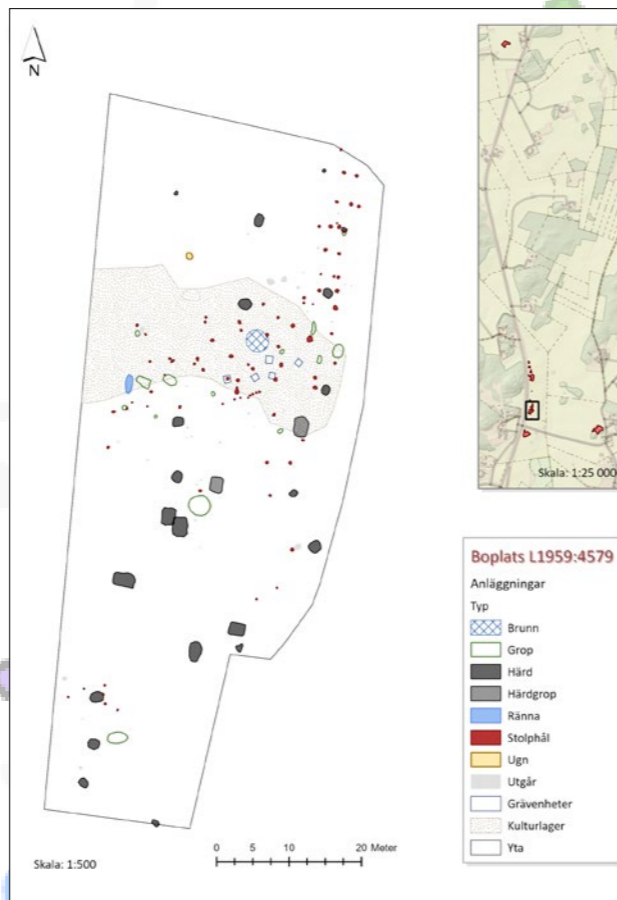 N
Skala: 1:25 000
Boplats L1959:4579
Anläggningar
Typ
Brunn
Grop
Härd
Härdgrop
Ränna
Stolphål
Ugn
Utgår
Grävenheter
Kulturlager
Yta
Skala: 1:500
0 5 10 20 Meter